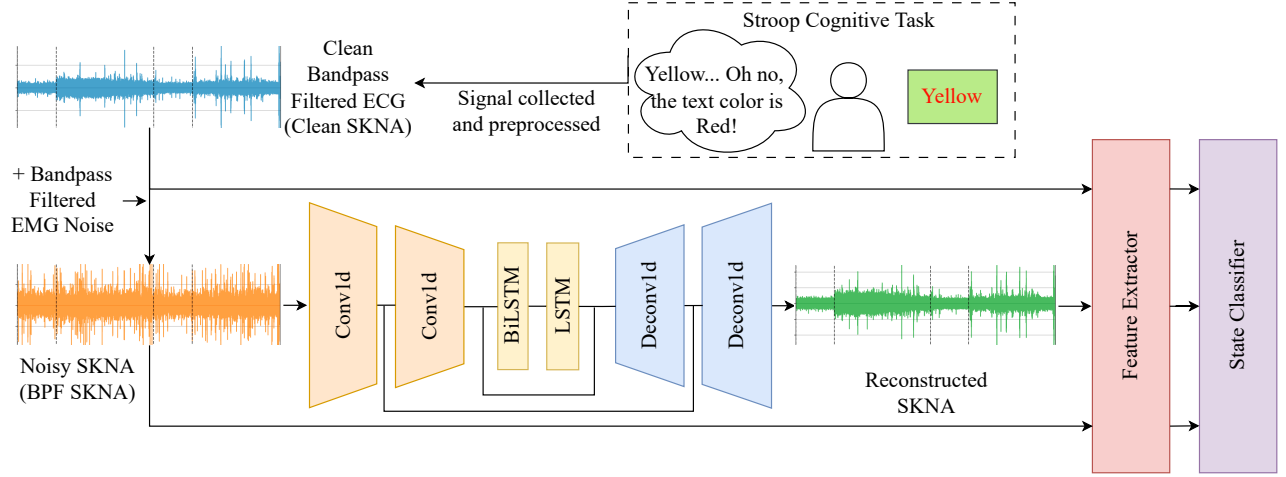 Stroop Cognitive Task
Yellow... Oh no,
the text color is
Red!
Yellow
Clean
Bandpass
Filtered ECG
(Clean SKNA)
Signal collected
and preprocessed
+ Bandpass
Filtered
EMG Noise
Noisy SKNA
(BPF SKNA)
Conv1d
Conv1d
BiLSTM
LSTM
Deconv1d
Deconv1d
Reconstructed
SKNA
Feature Extractor
State Classifier